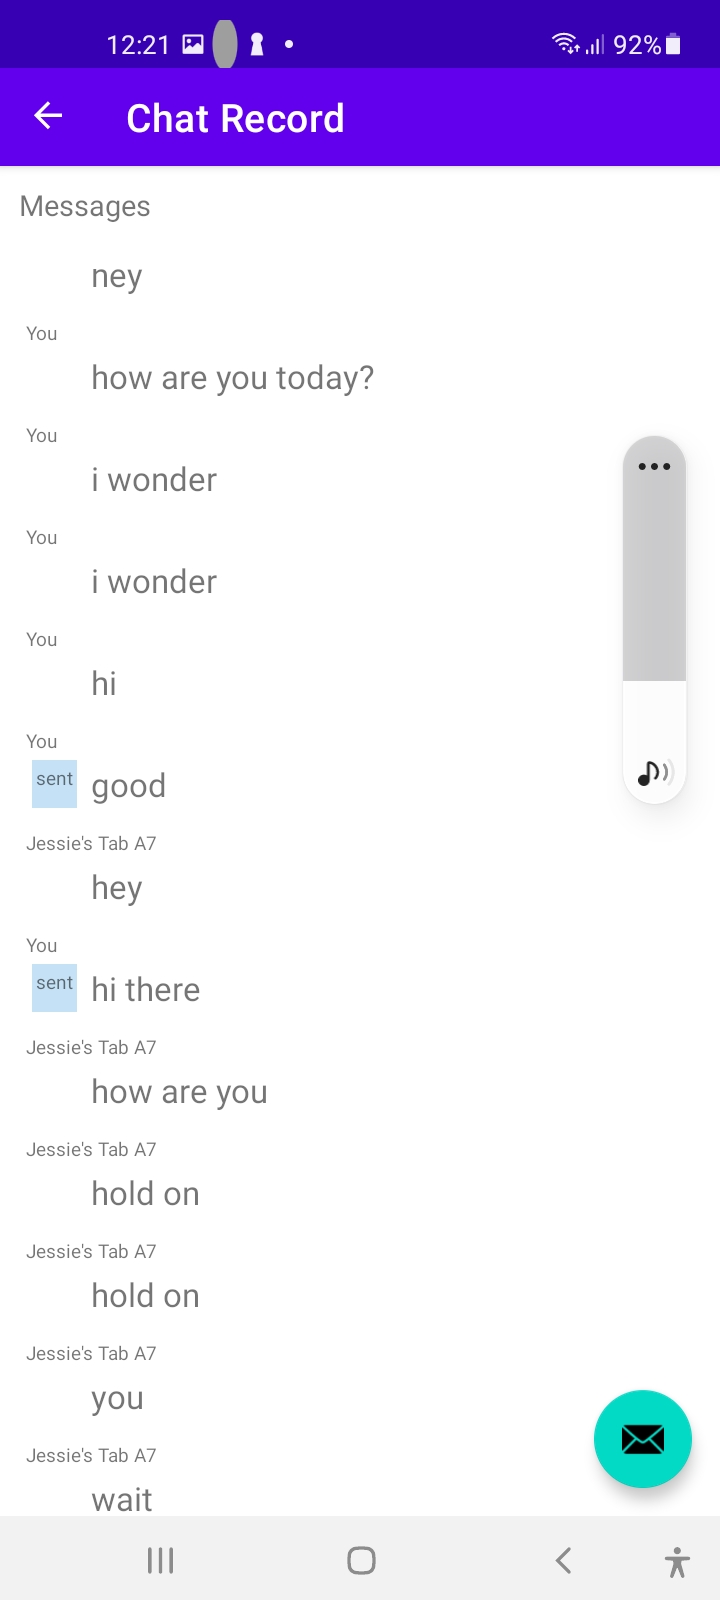 12:21 92%
Chat Record
Messages
ney
You
how are you today?
You
i wonder
You
i wonder
You
hi
You
sent good
Jessie's Tab A7
hey
You
sent hi there
Jessie's Tab A7
how are you
Jessie's Tab A7
hold on
Jessie's Tab A7
hold on
Jessie's Tab A7
you
Jessie's Tab A7
wait